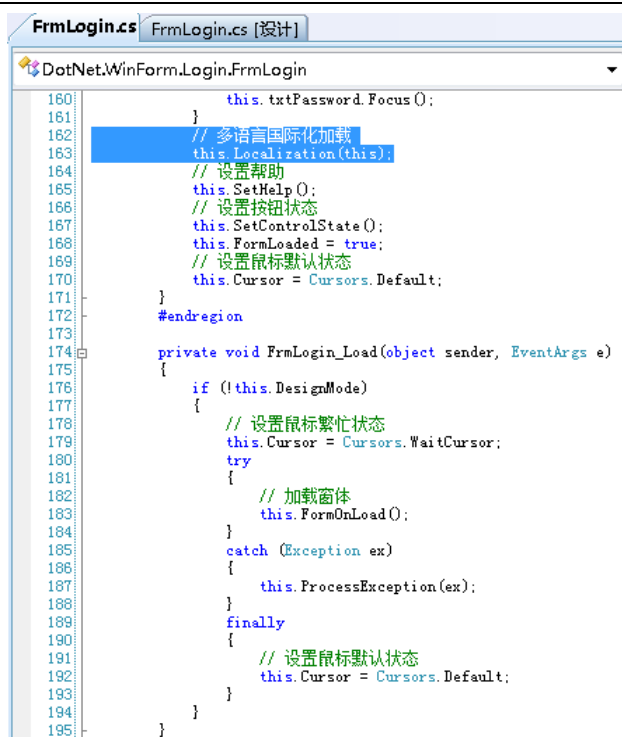 FrmLogin.cs FrmLogin.cs [设计]
DotNet.WinForm.Login.FrmLogin
160 this.txtPassword.Focus();
161 }
162 // 多语言国际化加载
163 this.Localization(this);
164 // 设置帮助
165 this.SetHelp();
166 // 设置按钮状态
167 this.SetControlState();
168 this.FormLoaded = true;
169 // 设置鼠标默认状态
170 this.Cursor = Cursors.Default;
171 }
172 #endregion
173
174 private void FrmLogin_Load(object sender, EventArgs e)
175 {
176 if (!this.DesignMode)
177 {
178 // 设置鼠标繁忙状态
179 this.Cursor = Cursors.WaitCursor;
180 try
181 {
182 // 加载窗体
183 this.FormOnLoad();
184 }
185 catch (Exception ex)
186 {
187 this.ProcessException(ex);
188 }
189 finally
190 {
191 // 设置鼠标默认状态
192 this.Cursor = Cursors.Default;
193 }
194 }
195 }